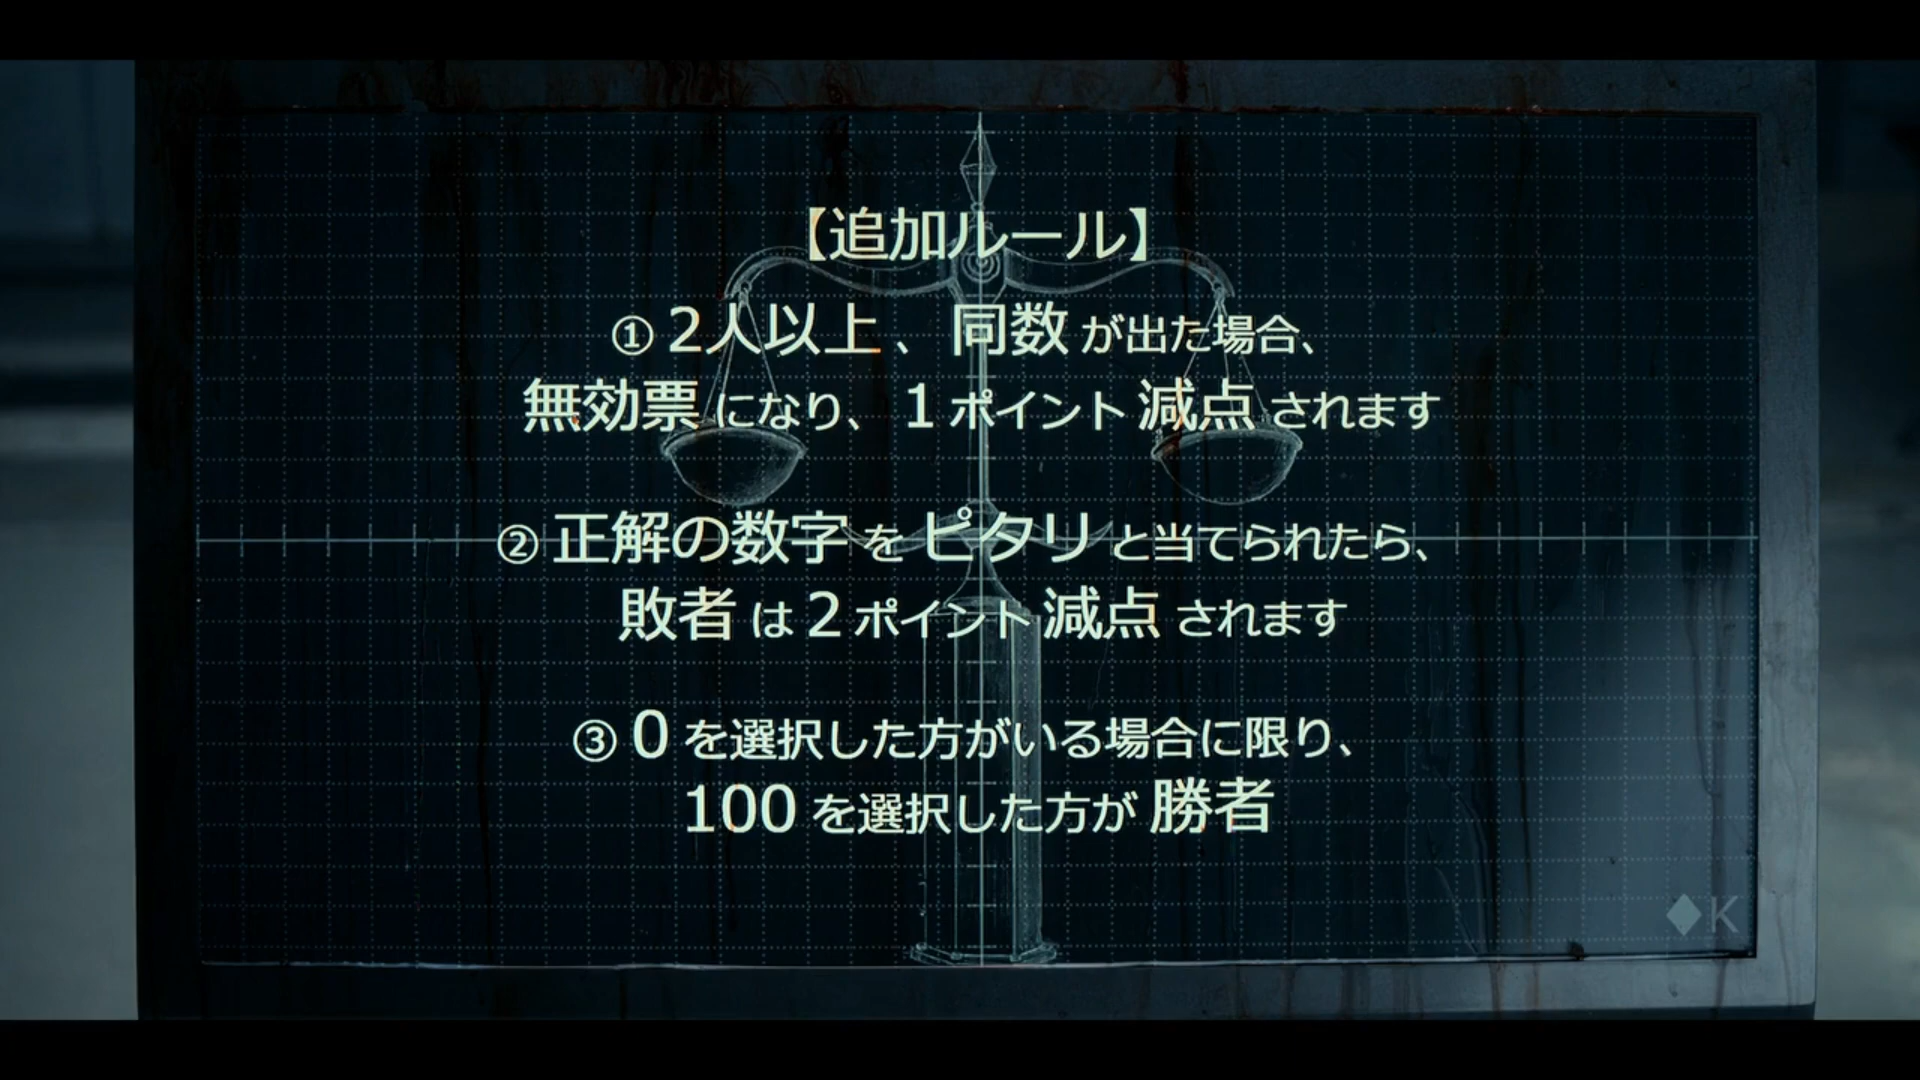 【追加ルール】
① 2人以上、同数が出た場合、
無効票になり、1ポイント減点されます
② 正解の数字をピタリと当てられたら、
敗者は2ポイント減点されます
③ 0を選択した方がいる場合に限り、
100を選択した方が勝者
♦K